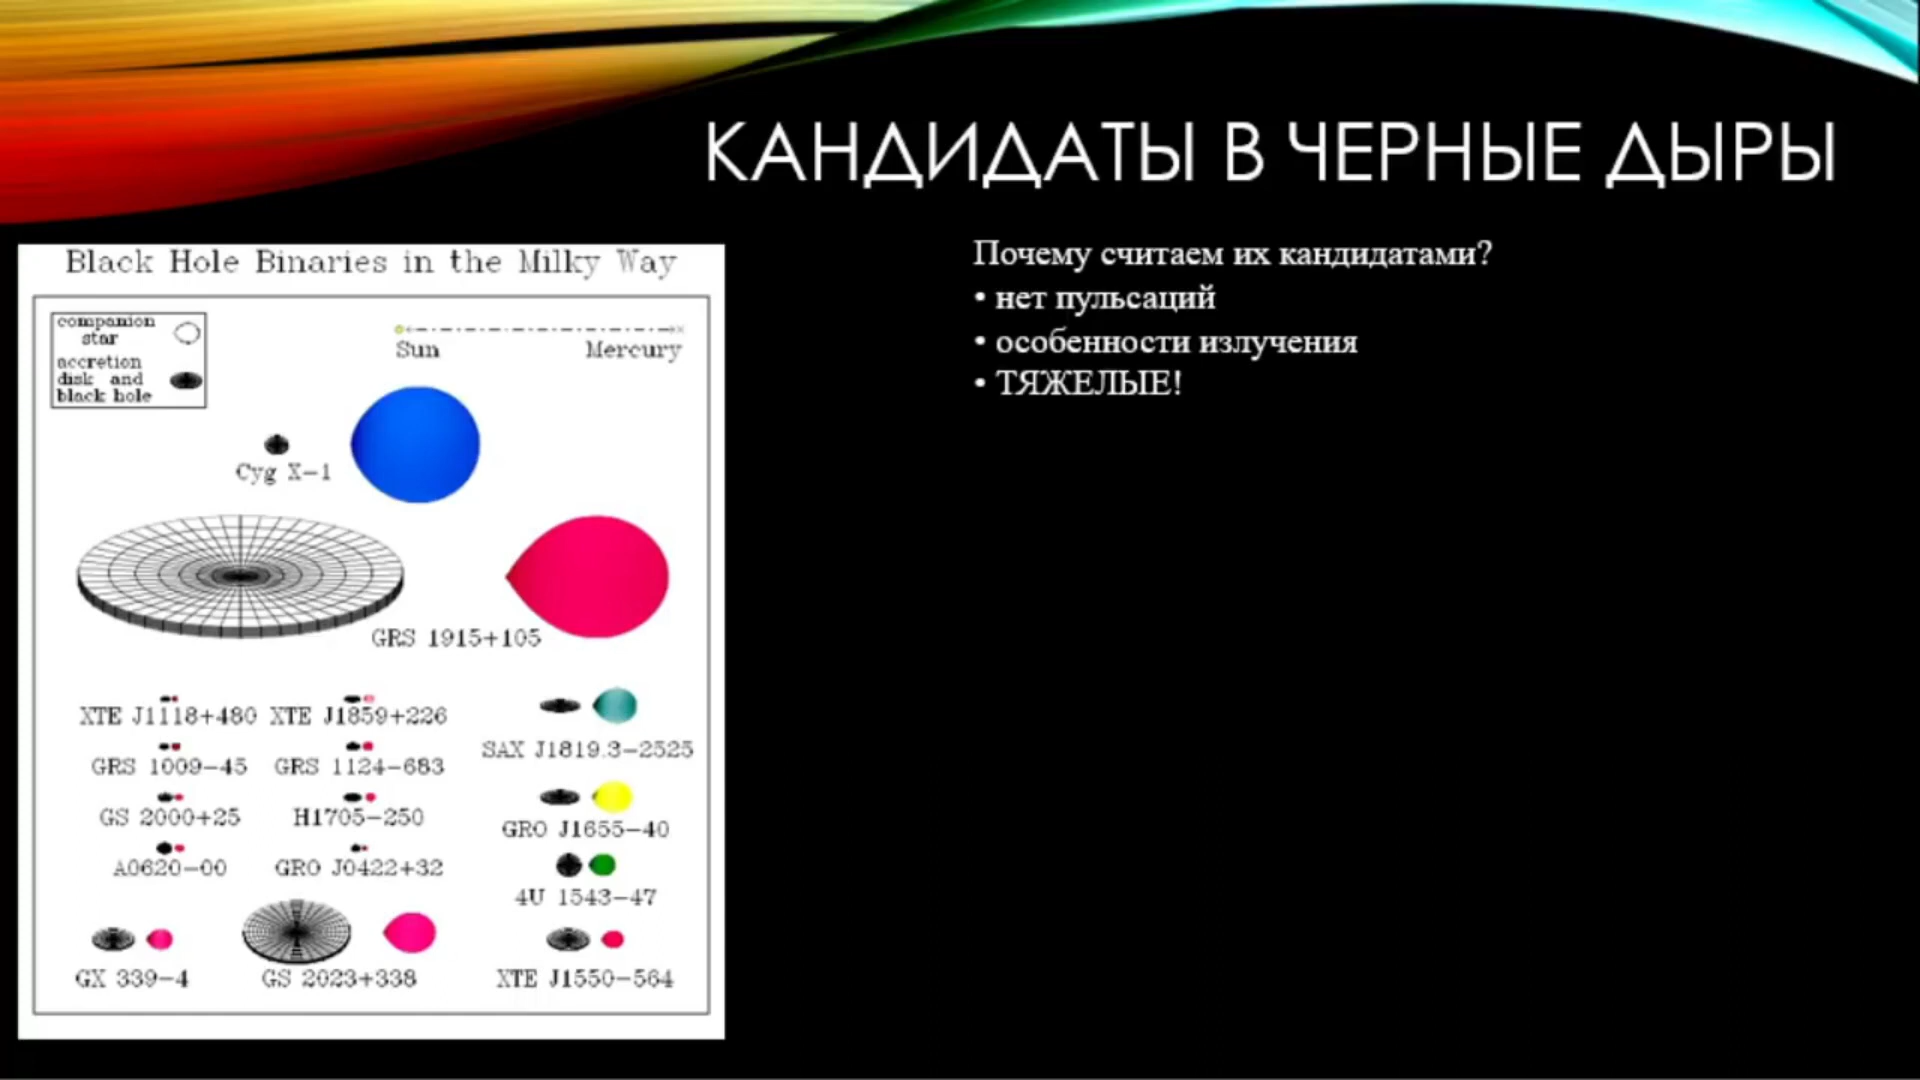 КАНДИДАТЫ В ЧЕРНЫЕ ДЫРЫ
Black Hole Binaries in the Milky Way
companion
star
accretion
disk and
black hole
Sun
Mercury
Cyg X-1
GRS 1915+105
XTE J1118+480 XTE J1859+226
SAX J1819.3-2525
GRS 1009-45 GRS 1124-683
GS 2000+25 H1705-250
GRO J1655-40
A0620-00 GRO J0422+32
4U 1543-47
GX 339-4 GS 2023+338 XTE J1550-564
Почему считаем их кандидатами?
• нет пульсаций
• особенности излучения
• ТЯЖЕЛЫЕ!